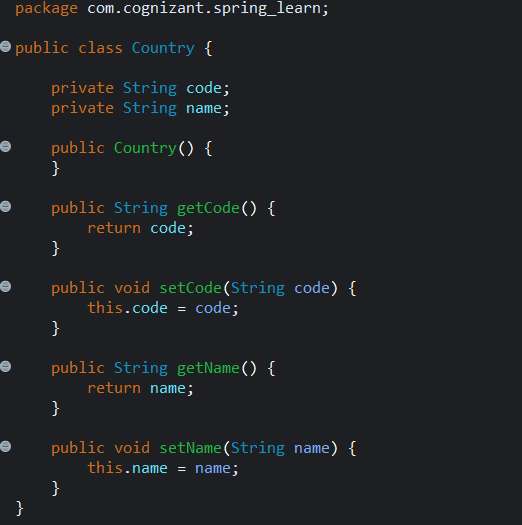 package com.cognizant.spring_learn;
public class Country {
    private String code;
    private String name;
    public Country() {
    }
    public String getCode() {
        return code;
    }
    public void setCode(String code) {
        this.code = code;
    }
    public String getName() {
        return name;
    }
    public void setName(String name) {
        this.name = name;
    }
}